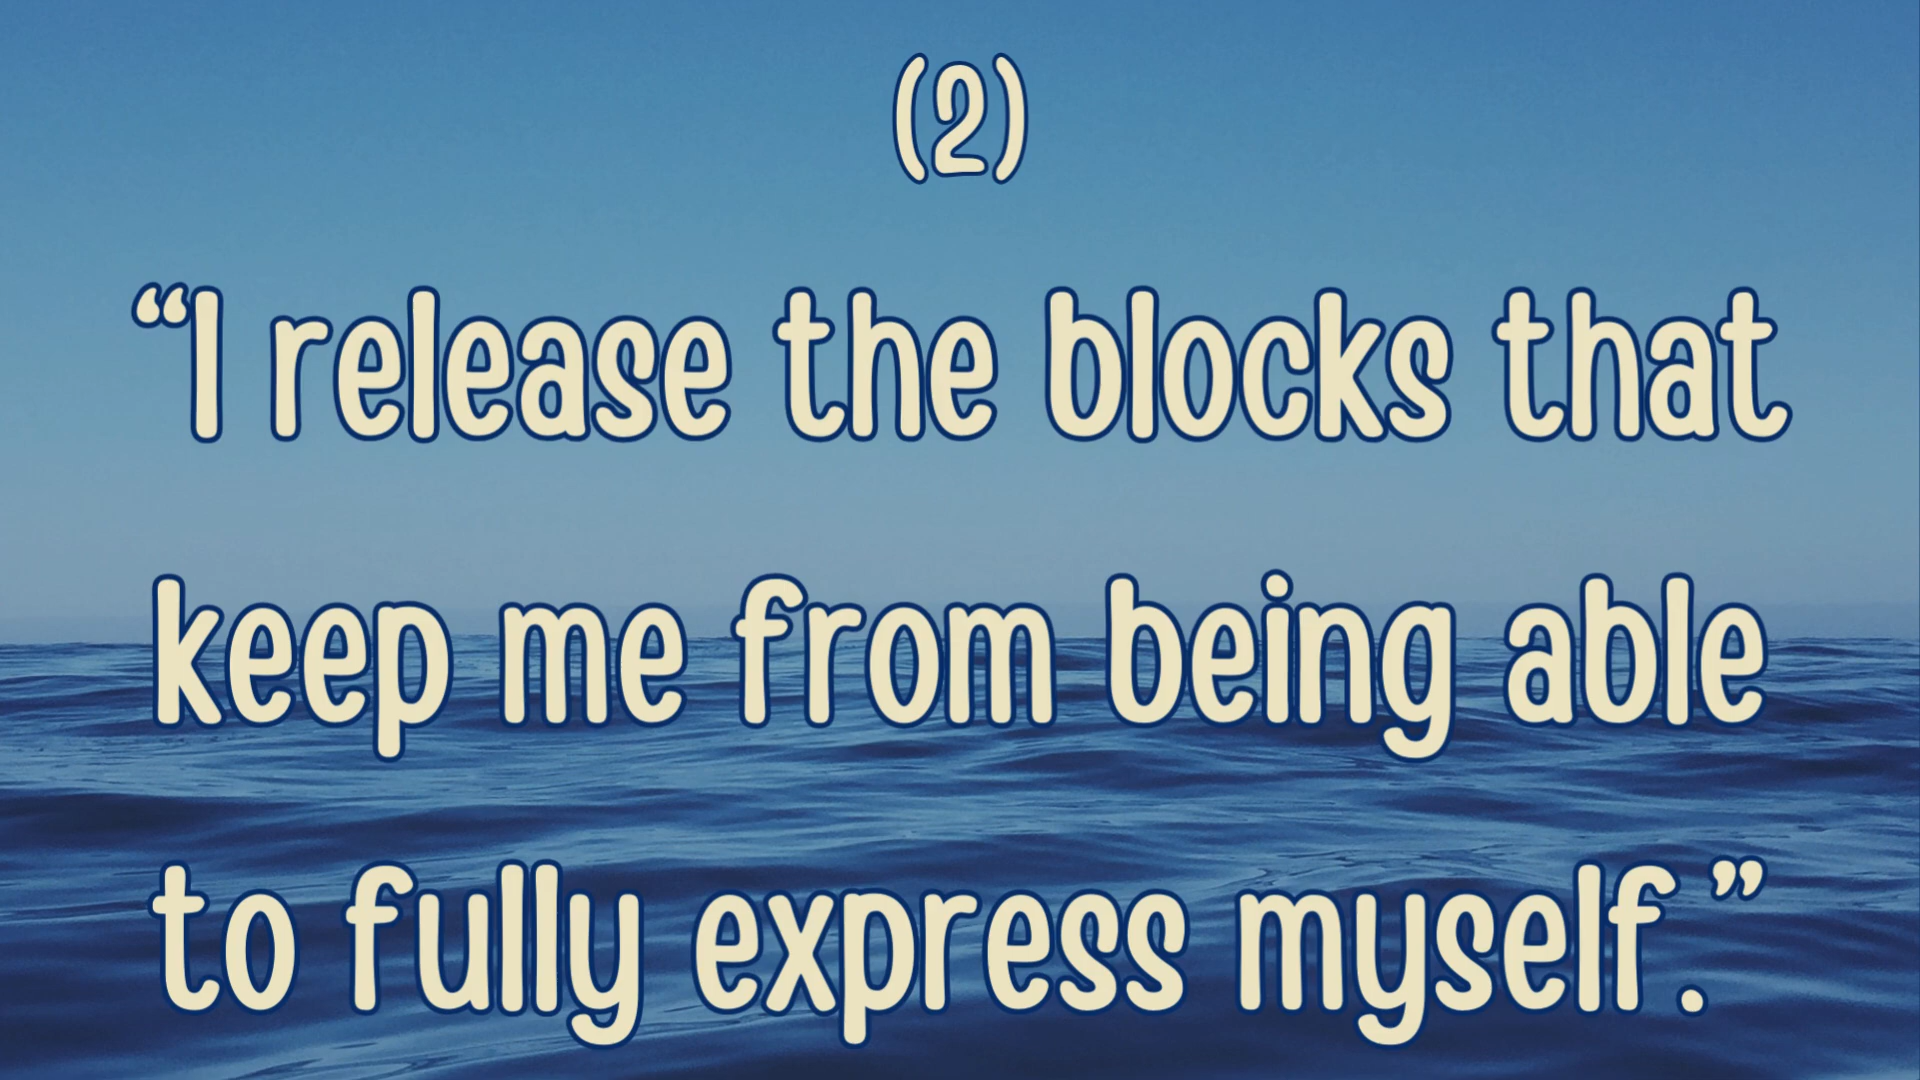 (2)
“I release the blocks that
keep me from being able
to fully express myself.”